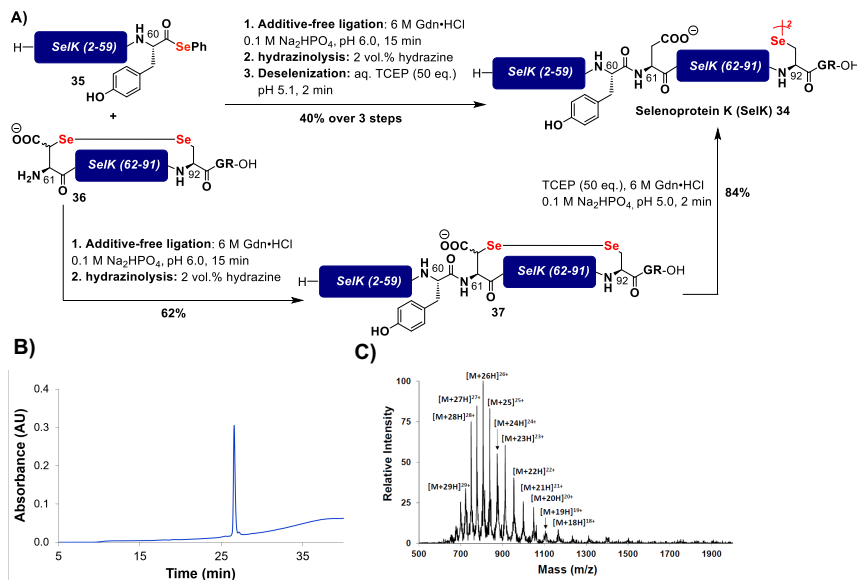 A)
H-
SelK (2-59)
N
H
60
O
SePh
HO
35
+
1. Additive-free ligation: 6 M Gdn•HCl
0.1 M Na2HPO4, pH 6.0, 15 min
2. hydrazinolysis: 2 vol.% hydrazine
3. Deselenization: aq. TCEP (50 eq.)
pH 5.1, 2 min
40% over 3 steps
H-
SelK (2-59)
N
H
60
O
HO
H
N
61
COO⊖
O
SelK (62-91)
N
H
92
Se
2
O
GR-OH
Selenoprotein K (SelK) 34
⊖OOC
Se
Se
H2N
61
O
SelK (62-91)
N
H
92
O
GR-OH
36
TCEP (50 eq.), 6 M Gdn•HCl
0.1 M Na2HPO4, pH 5.0, 2 min
84%
1. Additive-free ligation: 6 M Gdn•HCl
0.1 M Na2HPO4, pH 6.0, 15 min
2. hydrazinolysis: 2 vol.% hydrazine
62%
H-
SelK (2-59)
H
N
60
O
HO
⊖OOC
Se
Se
N
H
61
O
SelK (62-91)
N
H
92
O
GR-OH
37
B)
Absorbance (AU)
0.4
0.3
0.2
0.1
0.0
5
15
25
35
Time (min)
C)
Relative Intensity
100
75
50
25
0
[M+26H]26+
[M+27H]27+
[M+25]25+
[M+28H]28+
[M+24H]24+
[M+23H]23+
[M+22H]22+
[M+29H]29+
[M+21H]21+
[M+20H]20+
[M+19H]19+
[M+18H]18+
500
700
900
1100
1300
1500
1700
1900
Mass (m/z)